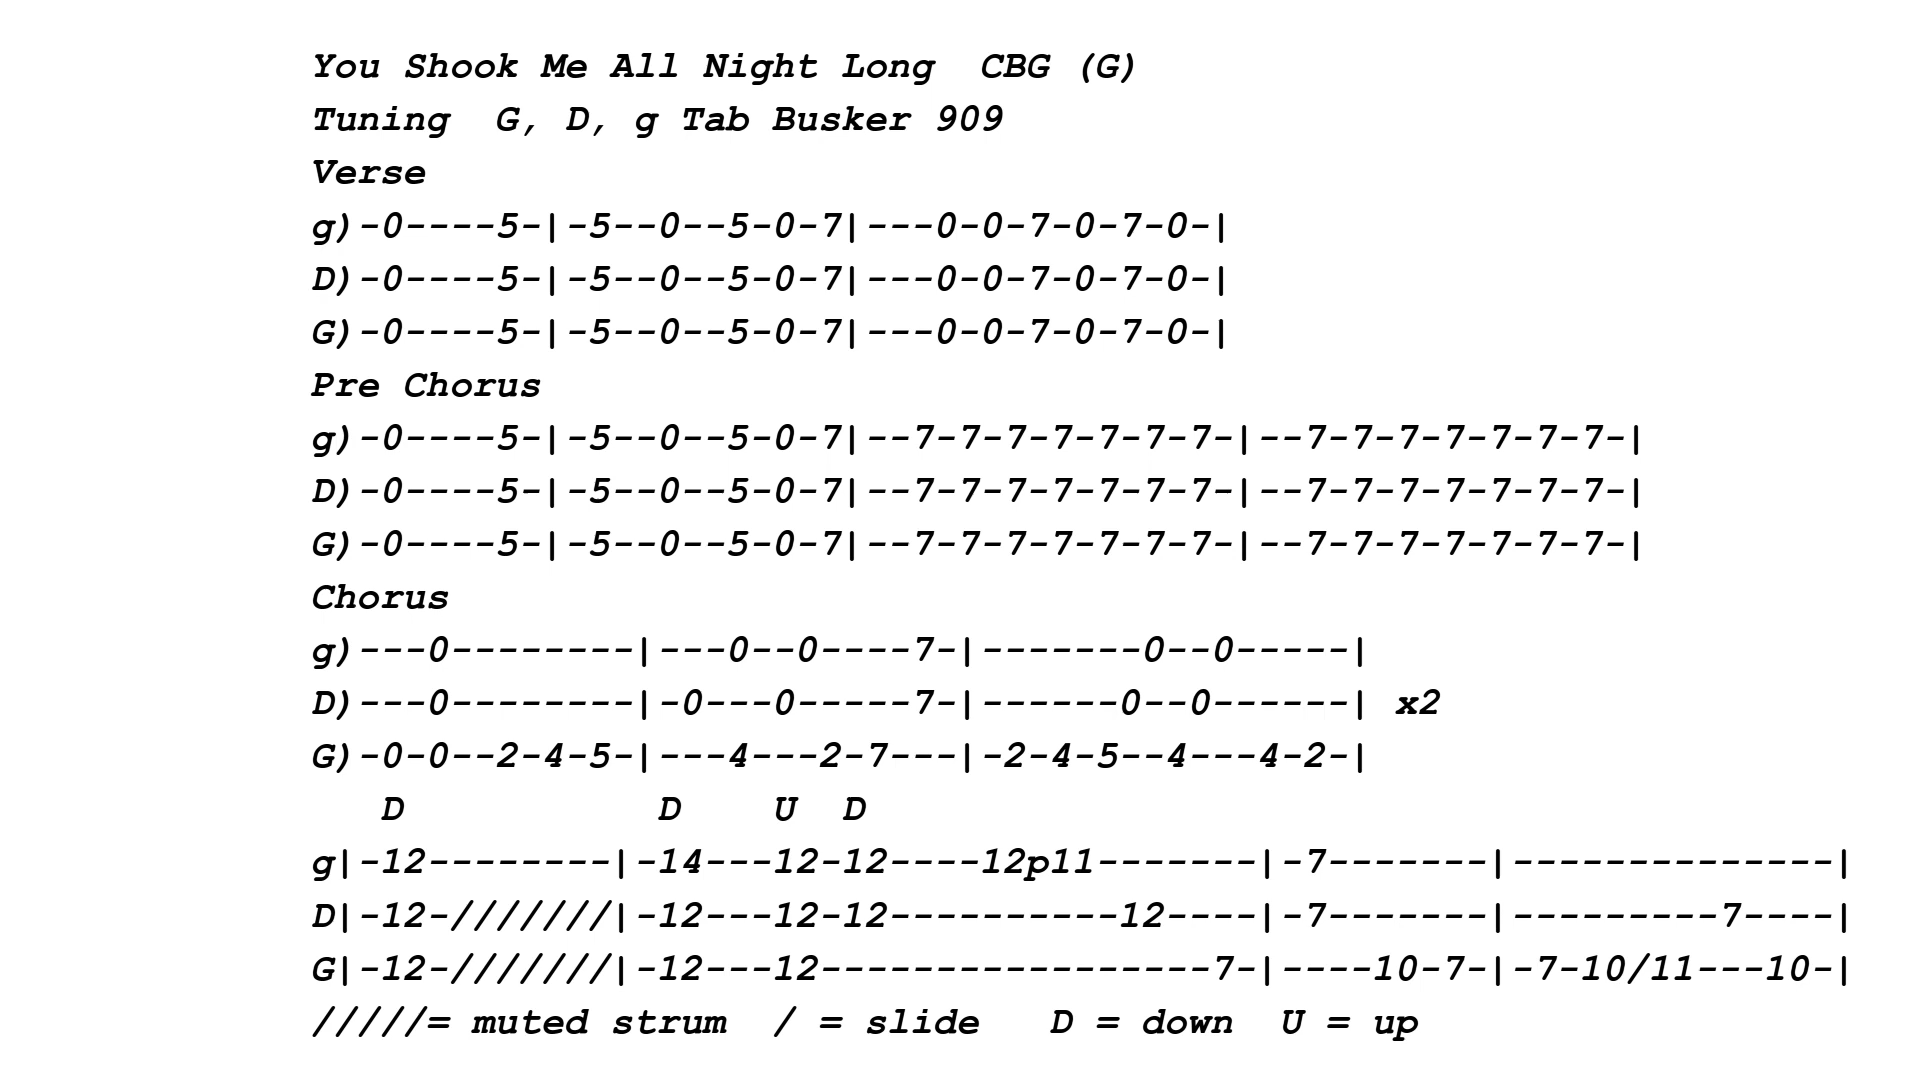 You Shook Me All Night Long  CBG (G)
Tuning  G, D, g Tab Busker 909
Verse
g)-0----5-|-5--0--5-0-7|---0-0-7-0-7-0-|
D)-0----5-|-5--0--5-0-7|---0-0-7-0-7-0-|
G)-0----5-|-5--0--5-0-7|---0-0-7-0-7-0-|
Pre Chorus
g)-0----5-|-5--0--5-0-7|--7-7-7-7-7-7-7-|--7-7-7-7-7-7-7-|
D)-0----5-|-5--0--5-0-7|--7-7-7-7-7-7-7-|--7-7-7-7-7-7-7-|
G)-0----5-|-5--0--5-0-7|--7-7-7-7-7-7-7-|--7-7-7-7-7-7-7-|
Chorus
g)---0--------|---0--0----7-|-------0--0-----|
D)---0--------|-0---0-----7-|------0--0------| x2
G)-0-0--2-4-5-|---4---2-7---|-2-4-5--4---4-2-|
   D           D    U  D
g|-12--------|-14---12-12----12p11-------|-7-------|--------------|
D|-12-///////|-12---12-12----------12----|-7-------|---------7----|
G|-12-///////|-12---12-----------------7-|----10-7-|-7-10/11---10-|
/////= muted strum  / = slide   D = down  U = up